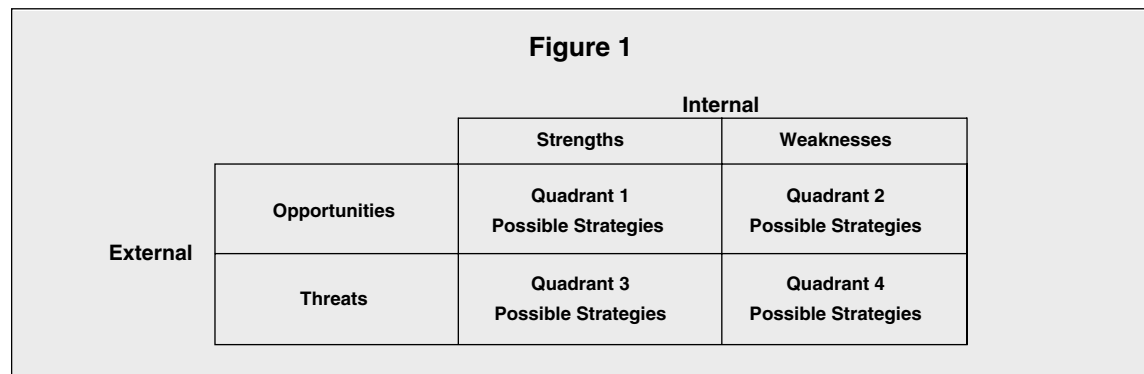 Figure 1
Internal
Strengths Weaknesses
Opportunities
Quadrant 1
Possible Strategies
Quadrant 2
Possible Strategies
External
Threats
Quadrant 3
Possible Strategies
Quadrant 4
Possible Strategies